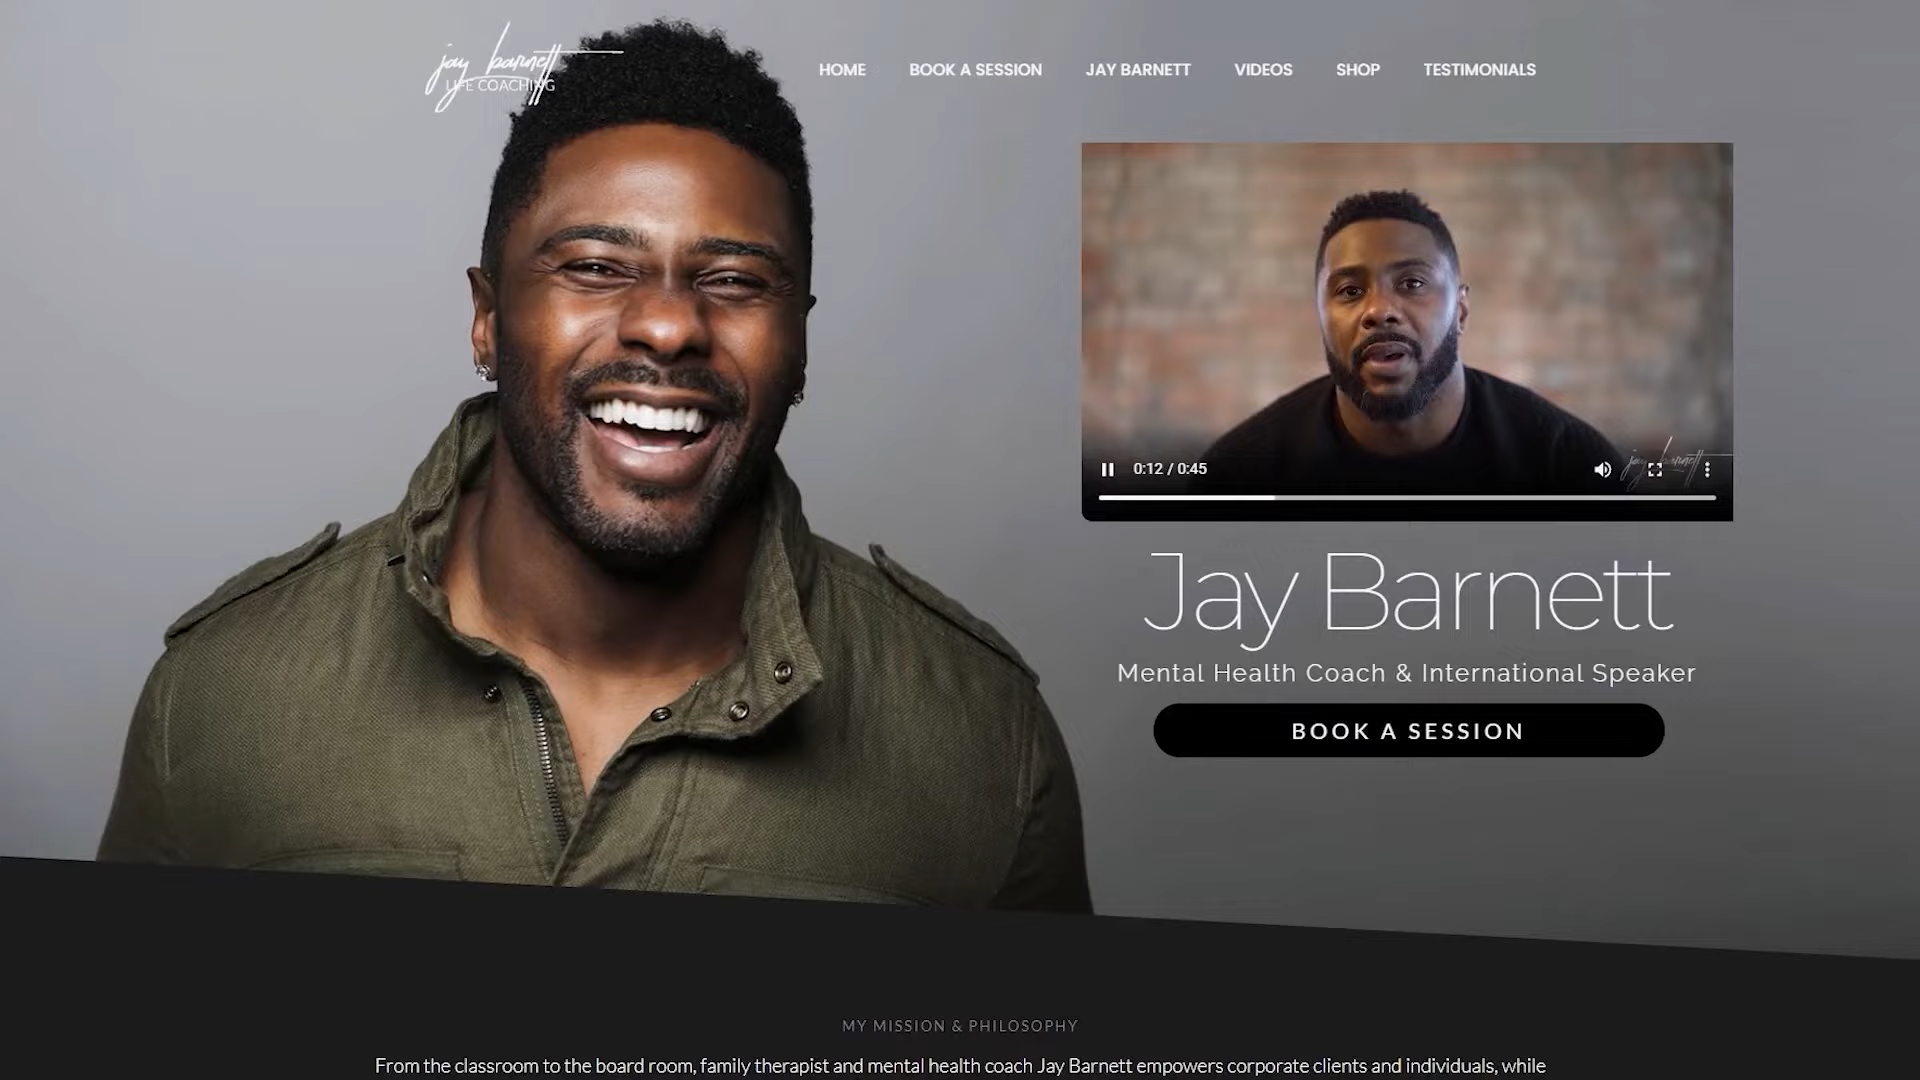 jay barnett
LIFE COACHING
HOME
BOOK A SESSION
JAY BARNETT
VIDEOS
SHOP
TESTIMONIALS
jay barnett
0:12 / 0:45
Jay Barnett
Mental Health Coach & International Speaker
BOOK A SESSION
MY MISSION & PHILOSOPHY
From the classroom to the board room, family therapist and mental health coach Jay Barnett empowers corporate clients and individuals, while